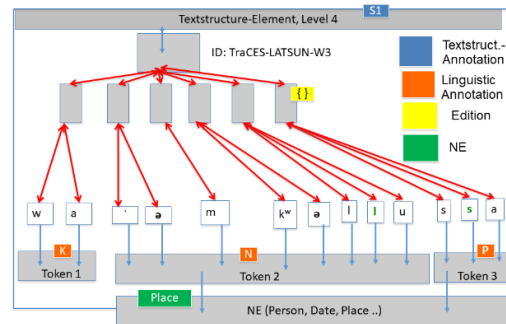 S1
Textstructure-Element, Level 4
ID: TraCES-LATSUN-W3
{ }
Textstruct.-
Annotation
Linguistic
Annotation
Edition
NE
w a ʾ ə m kʷ ə l l u s s a
K N P
Token 1 Token 2 Token 3
Place
NE (Person, Date, Place ..)